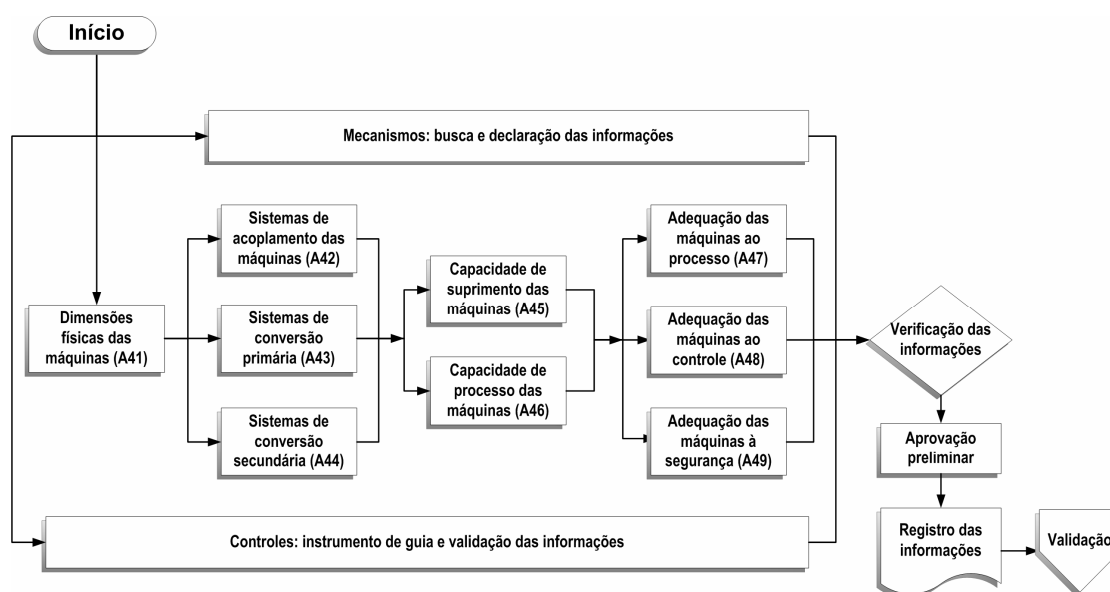 Início
Mecanismos: busca e declaração das informações
Dimensões
físicas das
máquinas (A41)
Sistemas de
acoplamento das
máquinas (A42)
Sistemas de
conversão
primária (A43)
Sistemas de
conversão
secundária (A44)
Capacidade de
suprimento das
máquinas (A45)
Capacidade de
processo das
máquinas (A46)
Adequação das
máquinas ao
processo (A47)
Adequação das
máquinas ao
controle (A48)
Adequação das
máquinas à
segurança (A49)
Verificação das
informações
Aprovação
preliminar
Registro das
informações
Validação
Controles: instrumento de guia e validação das informações